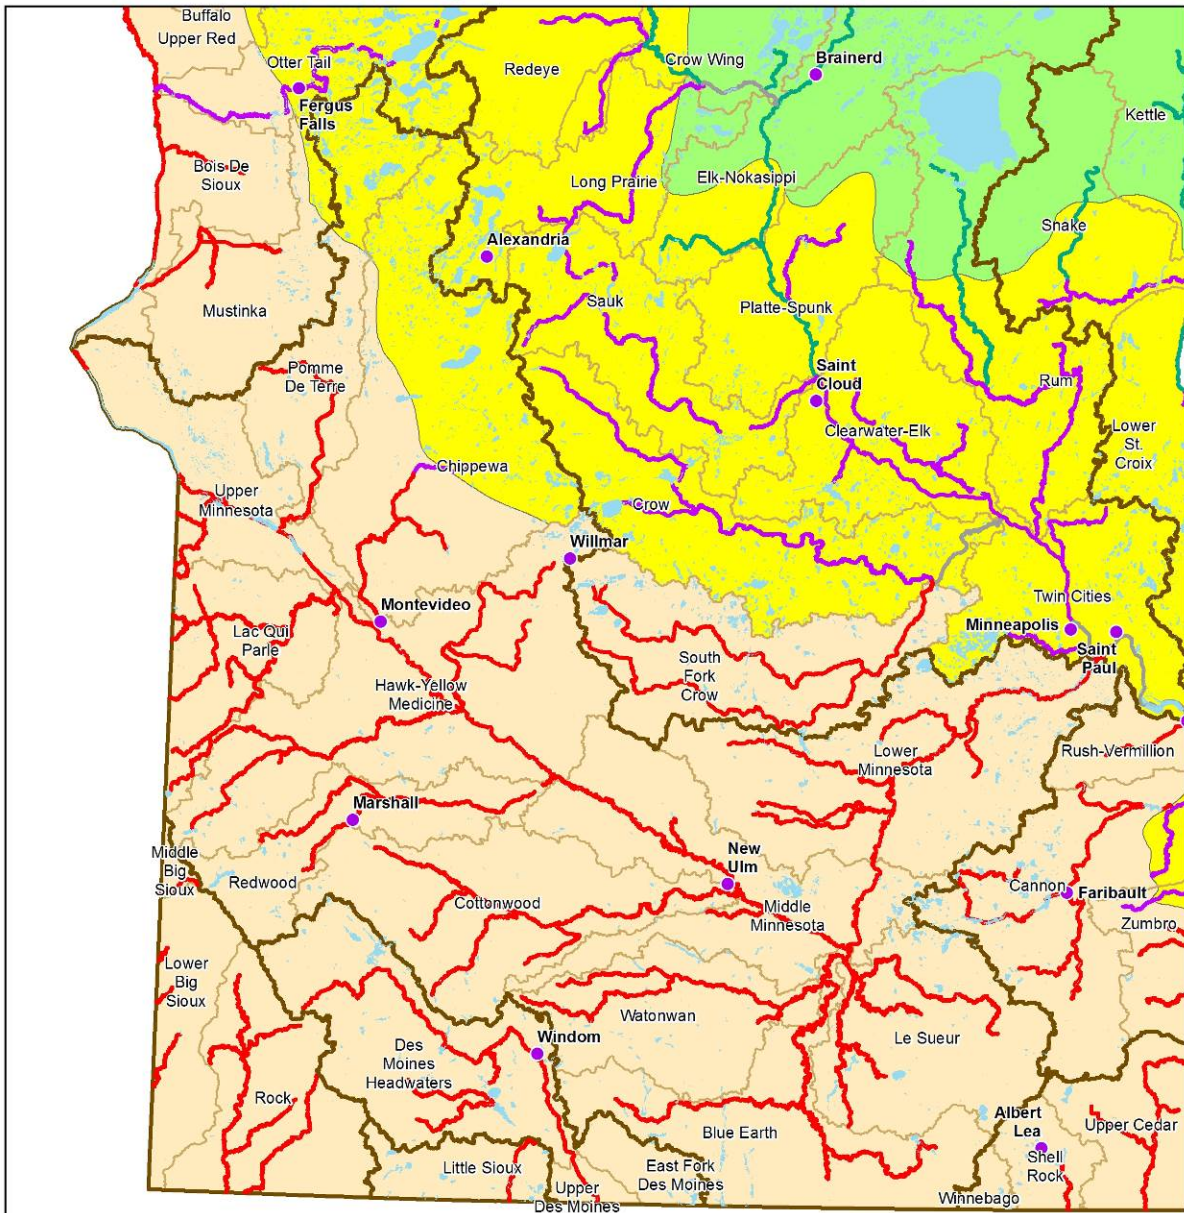 Buffalo
Upper Red
Otter Tail
Fergus
Falls
Redeye
Crow Wing
Brainerd
Kettle
Bois De
Sioux
Long Prairie
Elk-Nokasippi
Snake
Alexandria
Mustinka
Sauk
Platte-Spunk
Pomme
De Terre
Saint
Cloud
Rum
Clearwater-Elk
Lower
St.
Croix
Chippewa
Upper
Minnesota
Crow
Willmar
Montevideo
Twin Cities
Minneapolis
Saint
Paul
Lac Qui
Parle
South
Fork
Crow
Hawk-Yellow
Medicine
Lower
Minnesota
Rush-Vermillion
Marshall
Middle
Big
Sioux
Redwood
New
Ulm
Cottonwood
Middle
Minnesota
Cannon
Faribault
Zumbro
Lower
Big
Sioux
Watonwan
Windom
Des
Moines
Headwaters
Le Sueur
Rock
Albert
Lea
Upper Cedar
Blue Earth
Shell
Rock
Little Sioux
East Fork
Des Moines
Upper
Des Moines
Winnebago